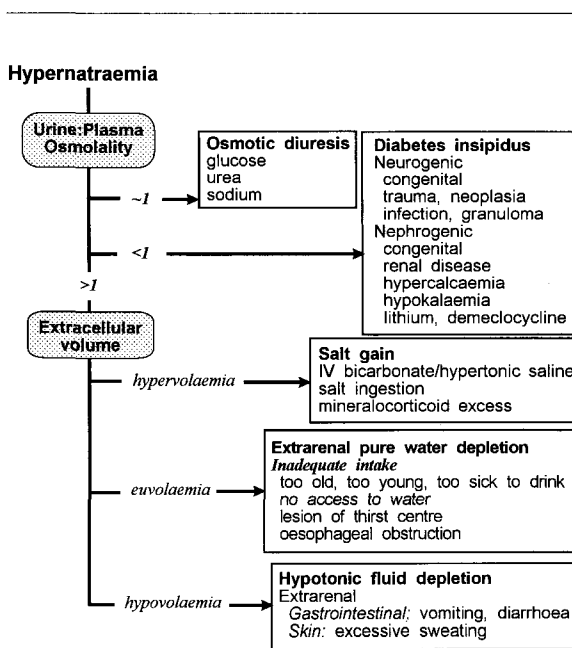 Hypernatraemia
Urine:Plasma
Osmolality
~1
Osmotic diuresis
glucose
urea
sodium
<1
Diabetes insipidus
Neurogenic
congenital
trauma, neoplasia
infection, granuloma
Nephrogenic
congenital
renal disease
hypercalcaemia
hypokalaemia
lithium, demeclocycline
>1
Extracellular
volume
hypervolaemia
Salt gain
IV bicarbonate/hypertonic saline
salt ingestion
mineralocorticoid excess
euvolaemia
Extrarenal pure water depletion
Inadequate intake
too old, too young, too sick to drink
no access to water
lesion of thirst centre
oesophageal obstruction
hypovolaemia
Hypotonic fluid depletion
Extrarenal
Gastrointestinal: vomiting, diarrhoea
Skin: excessive sweating